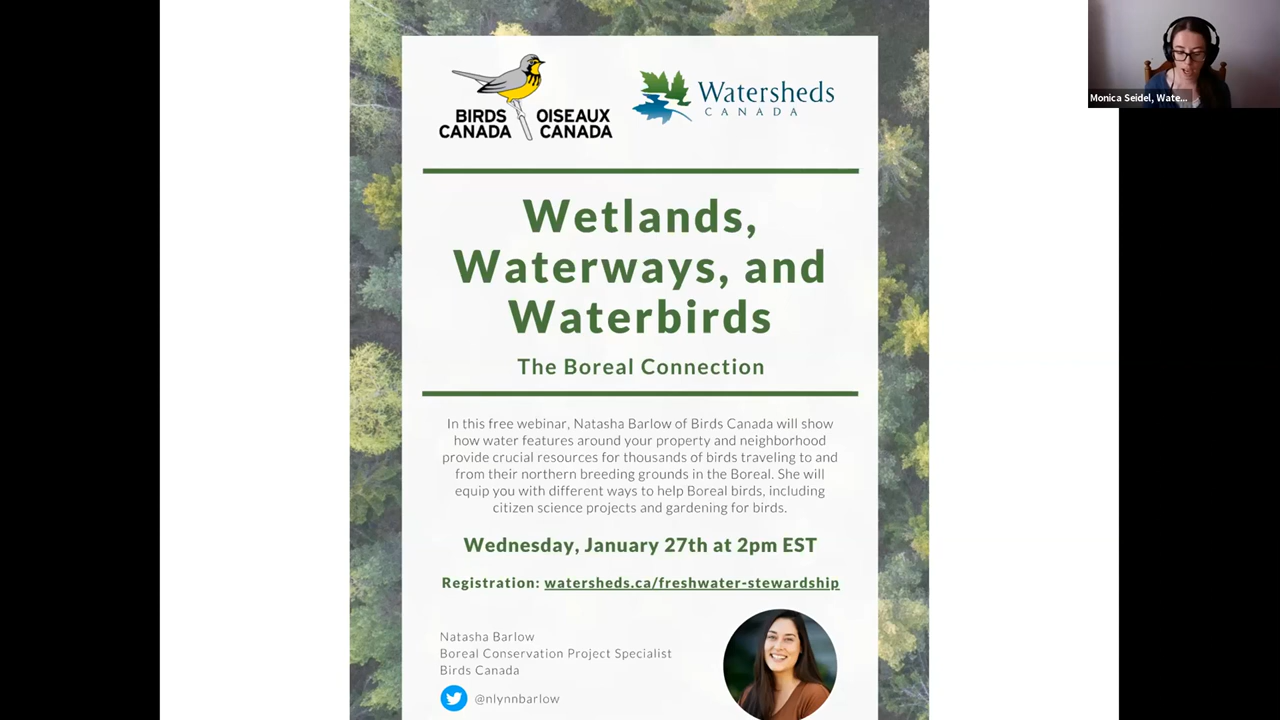 BIRDS CANADA
OISEAUX CANADA
Watersheds
CANADA
Monica Seidel, Wate...
Wetlands,
Waterways, and
Waterbirds
The Boreal Connection
In this free webinar, Natasha Barlow of Birds Canada will show
how water features around your property and neighborhood
provide crucial resources for thousands of birds traveling to and
from their northern breeding grounds in the Boreal. She will
equip you with different ways to help Boreal birds, including
citizen science projects and gardening for birds.
Wednesday, January 27th at 2pm EST
Registration: watersheds.ca/freshwater-stewardship
Natasha Barlow
Boreal Conservation Project Specialist
Birds Canada
@nlynnbarlow